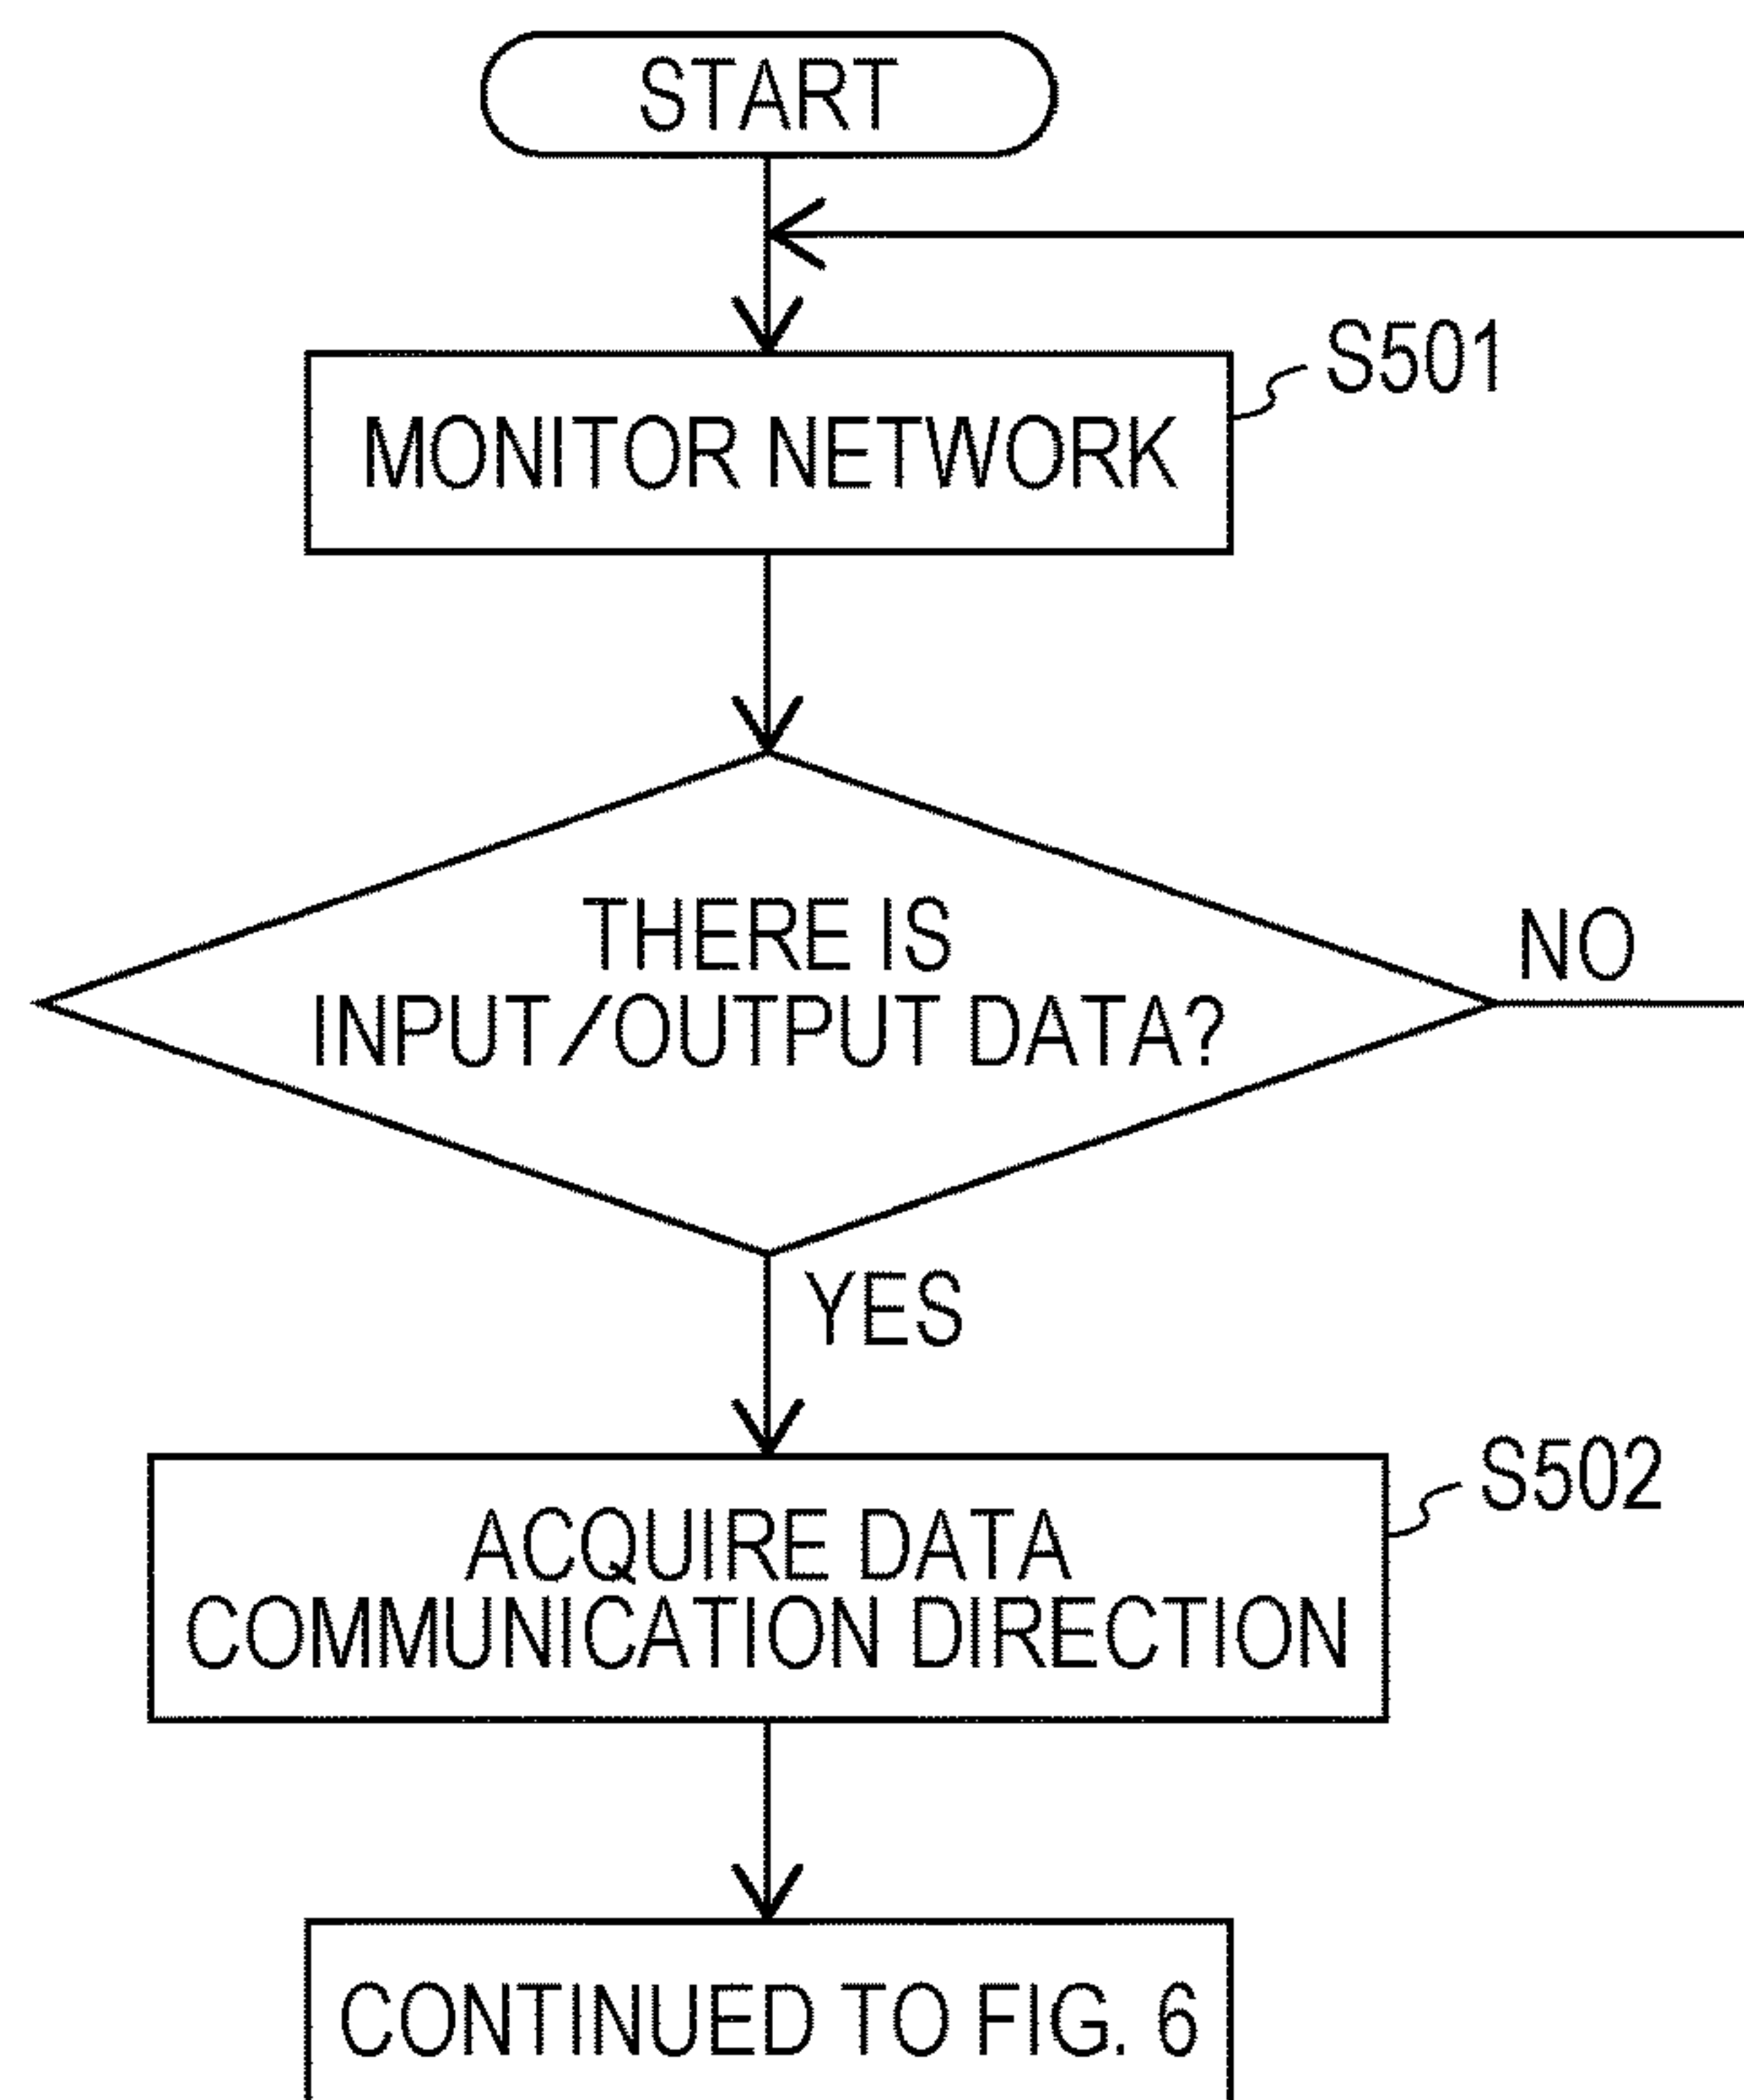 START
S501
MONITOR NETWORK
THERE IS
INPUT/OUTPUT DATA?
NO
YES
S502
ACQUIRE DATA
COMMUNICATION DIRECTION
CONTINUED TO FIG. 6